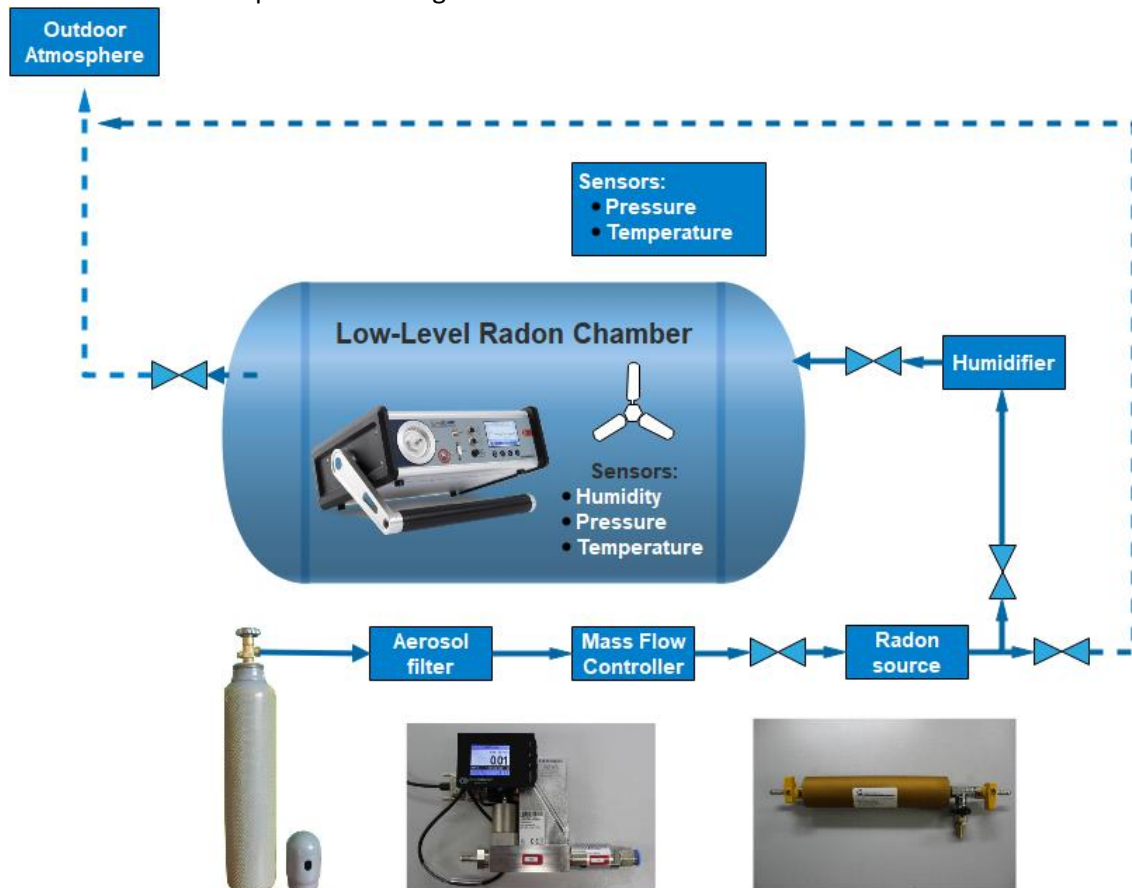 Outdoor
Atmosphere
Sensors:
• Pressure
• Temperature
Low-Level Radon Chamber
Humidifier
Sensors:
• Humidity
• Pressure
• Temperature
Aerosol
filter
Mass Flow
Controller
Radon
source
0.01